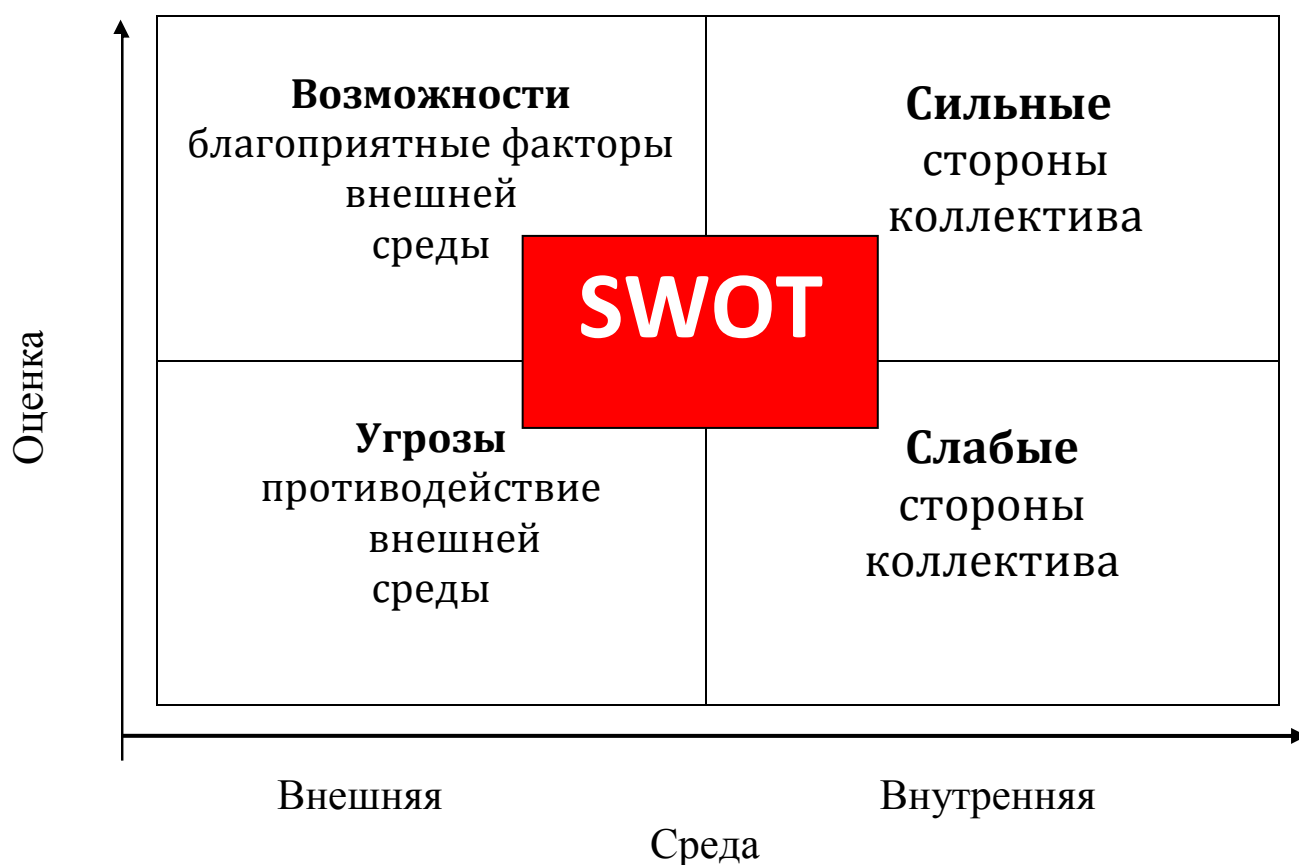 Возможности
благоприятные факторы
внешней
среды
Сильные
стороны
коллектива
SWOT
Оценка
Угрозы
противодействие
внешней
среды
Слабые
стороны
коллектива
Внешняя
Внутренняя
Среда